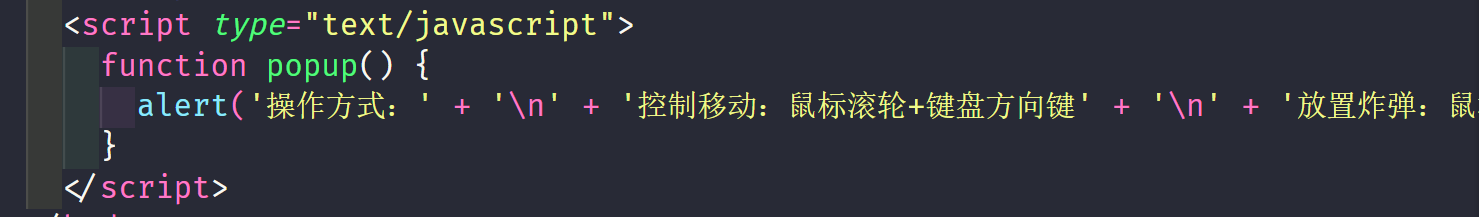 <script type="text/javascript">
function popup() {
alert('操作方式：' + '\n' + '控制移动：鼠标滚轮+键盘方向键' + '\n' + '放置炸弹：鼠
}
</script>